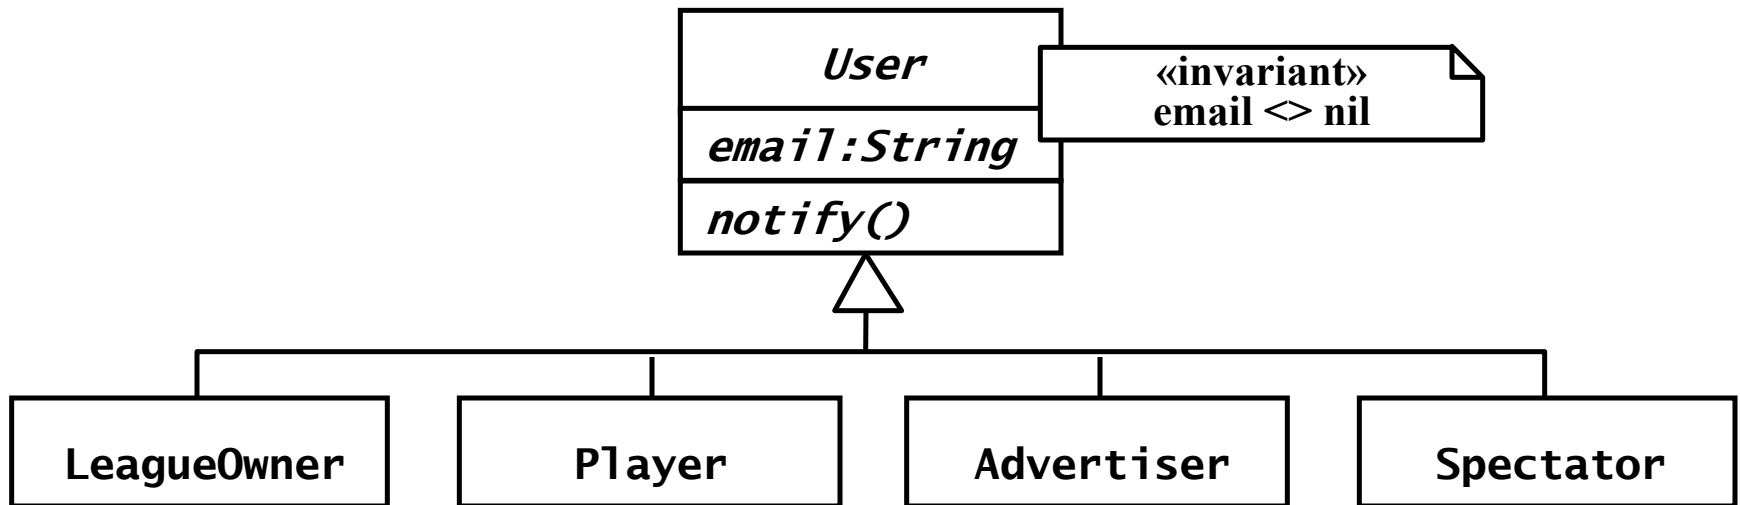 User
«invariant»
email <> nil
email:String
notify()
LeagueOwner
Player
Advertiser
Spectator